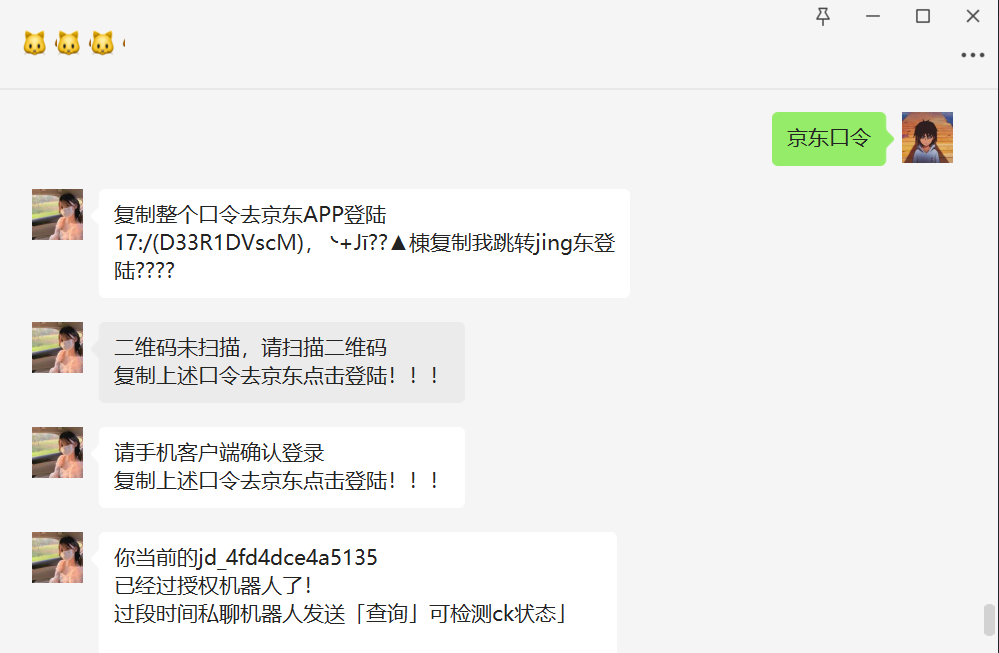 京东口令
复制整个口令去京东APP登陆
17:/(D33R1DVscM)，╰+Jī??▲棟复制我跳转jing东登
陆????
二维码未扫描，请扫描二维码
复制上述口令去京东点击登陆！！！
请手机客户端确认登录
复制上述口令去京东点击登陆！！！
你当前的jd_4fd4dce4a5135
已经过授权机器人了！
过段时间私聊机器人发送「查询」可检测ck状态」